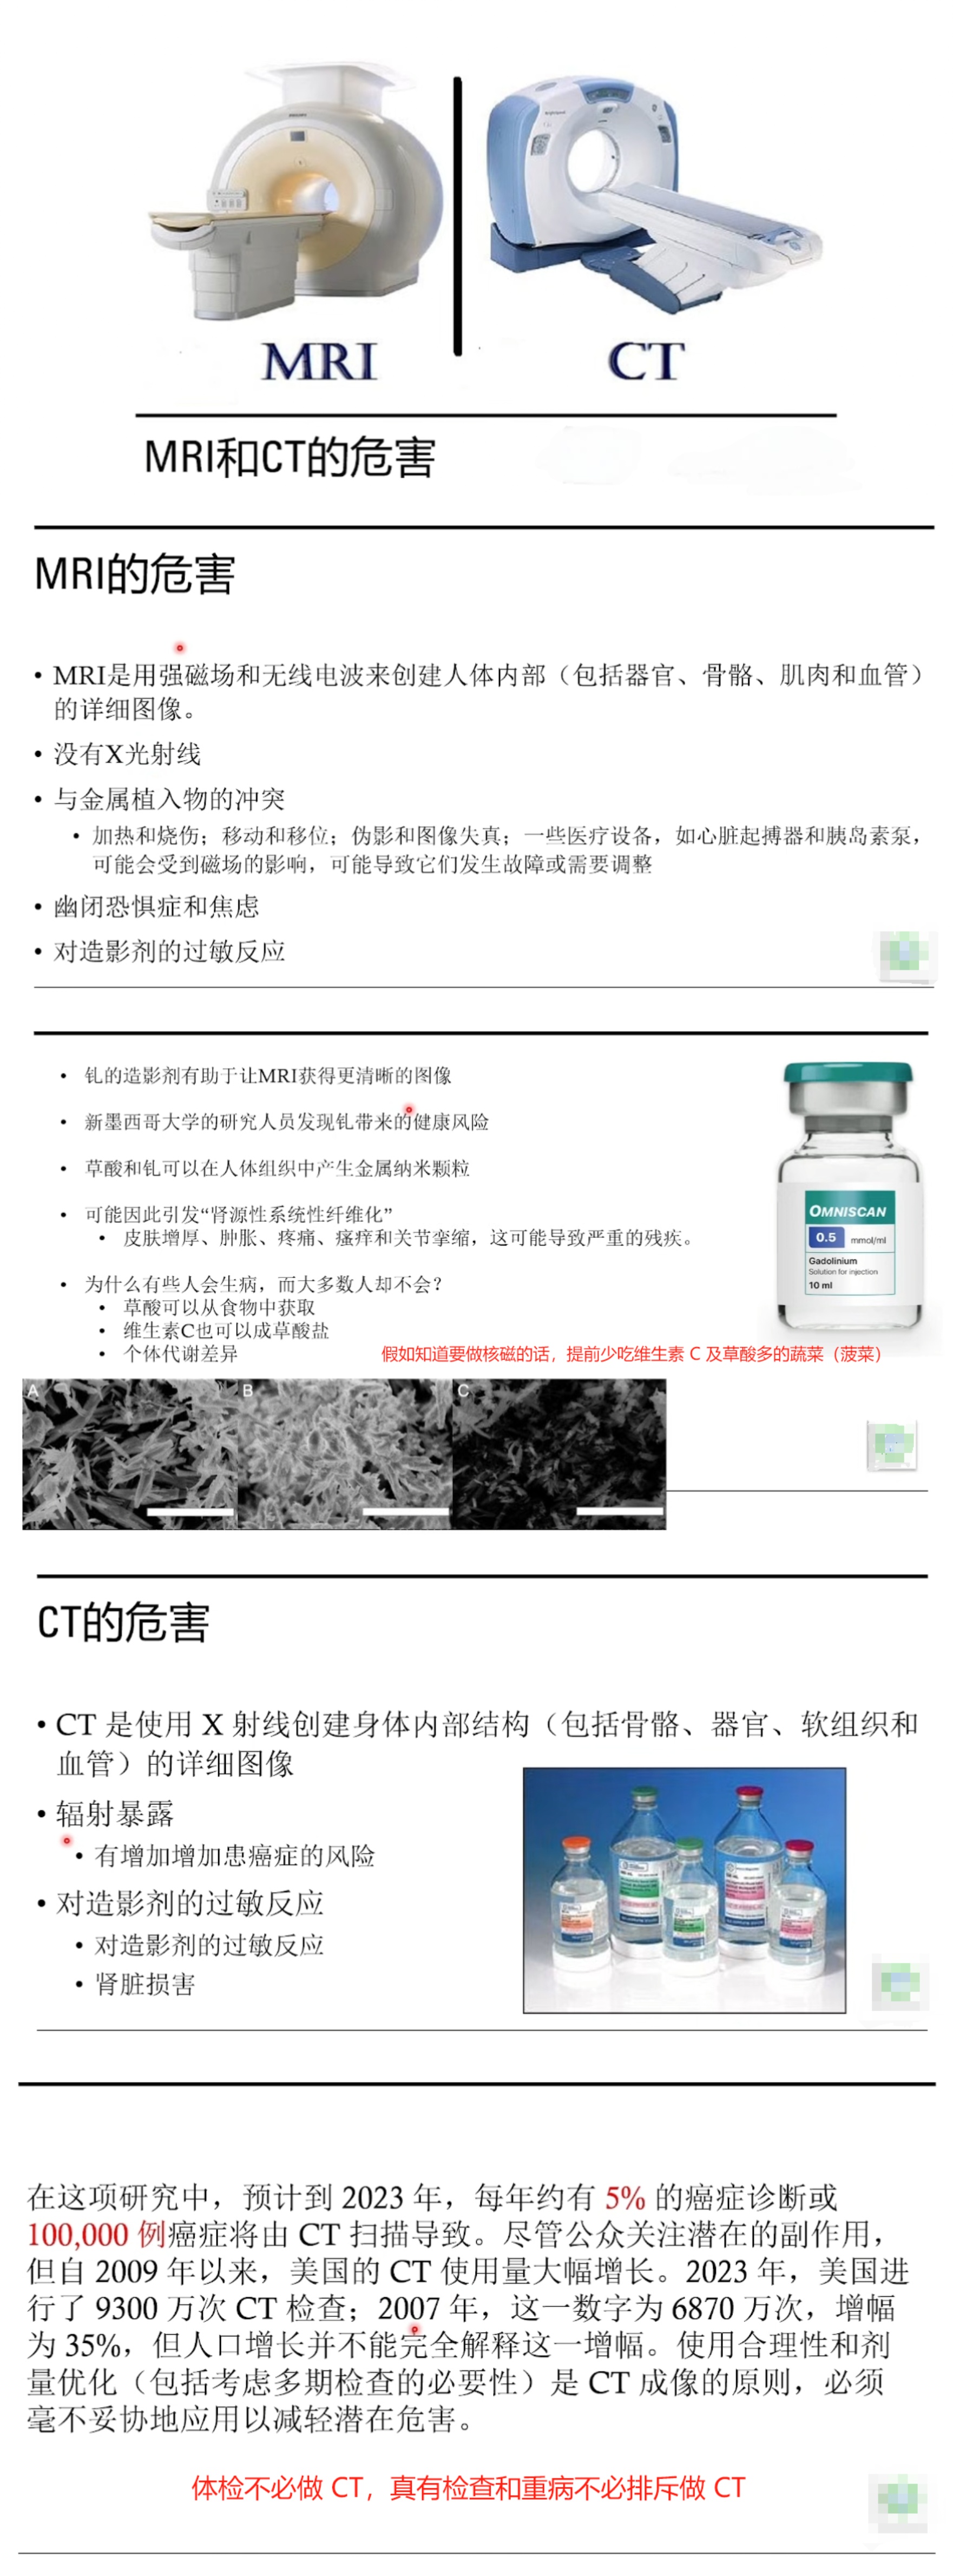 MRI
CT
MRI和CT的危害
MRI的危害
• MRI是用强磁场和无线电波来创建人体内部（包括器官、骨骼、肌肉和血管）
的详细图像。
• 没有X光射线
• 与金属植入物的冲突
• 加热和烧伤；移动和移位；伪影和图像失真；一些医疗设备，如心脏起搏器和胰岛素泵，
可能会受到磁场的影响，可能导致它们发生故障或需要调整
• 幽闭恐惧症和焦虑
• 对造影剂的过敏反应
• 钆的造影剂有助于让MRI获得更清晰的图像
• 新墨西哥大学的研究人员发现钆带来的健康风险
• 草酸和钆可以在人体组织中产生金属纳米颗粒
• 可能因此引发“肾源性系统性纤维化”
• 皮肤增厚、肿胀、疼痛、瘙痒和关节挛缩，这可能导致严重的残疾。
• 为什么有些人会生病，而大多数人却不会？
• 草酸可以从食物中获取
• 维生素C也可以成草酸盐
• 个体代谢差异
OMNISCAN
0.5 mmol/ml
Gadolinium
Solution for injection
10 ml
假如知道要做核磁的话，提前少吃维生素 C 及草酸多的蔬菜（菠菜）
A
B
C
CT的危害
• CT 是使用 X 射线创建身体内部结构（包括骨骼、器官、软组织和
血管）的详细图像
• 辐射暴露
• 有增加增加患癌症的风险
• 对造影剂的过敏反应
• 对造影剂的过敏反应
• 肾脏损害
在这项研究中，预计到 2023 年，每年约有 5% 的癌症诊断或
100,000 例癌症将由 CT 扫描导致。尽管公众关注潜在的副作用，
但自 2009 年以来，美国的 CT 使用量大幅增长。2023 年，美国进
行了 9300 万次 CT 检查；2007 年，这一数字为 6870 万次，增幅
为 35%，但人口增长并不能完全解释这一增幅。使用合理性和剂
量优化（包括考虑多期检查的必要性）是 CT 成像的原则，必须
毫不妥协地应用以减轻潜在危害。
体检不必做 CT，真有检查和重病不必排斥做 CT